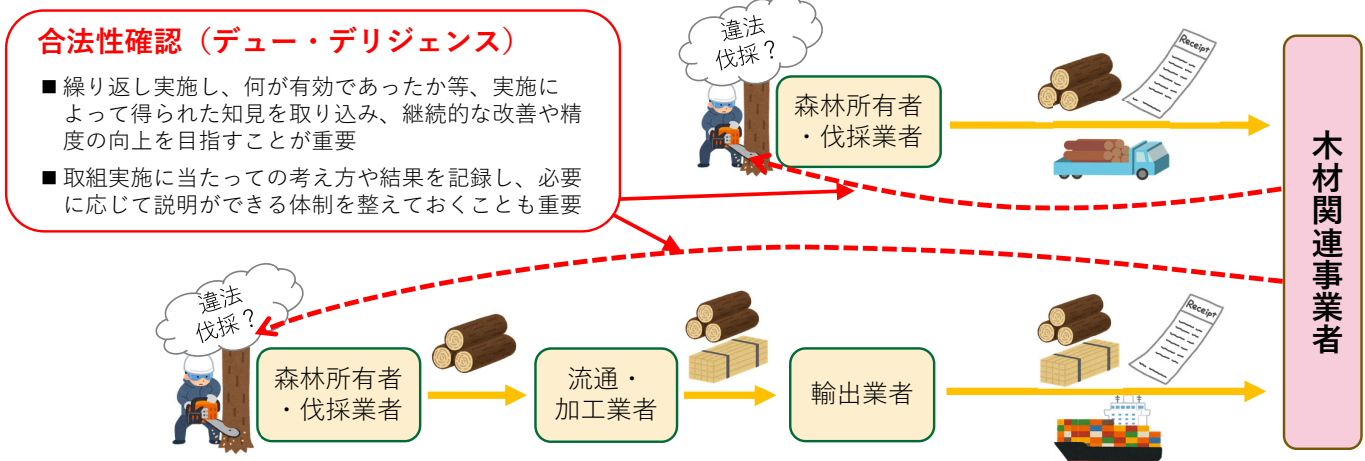 合法性確認（デュー・デリジェンス）
■ 繰り返し実施し、何が有効であったか等、実施に
よって得られた知見を取り込み、継続的な改善や精
度の向上を目指すことが重要
■ 取組実施に当たっての考え方や結果を記録し、必要
に応じて説明ができる体制を整えておくことも重要
違法
伐採？
森林所有者
・伐採業者
Receipt
木材関連事業者
違法
伐採？
森林所有者
・伐採業者
流通・
加工業者
輸出業者
Receipt